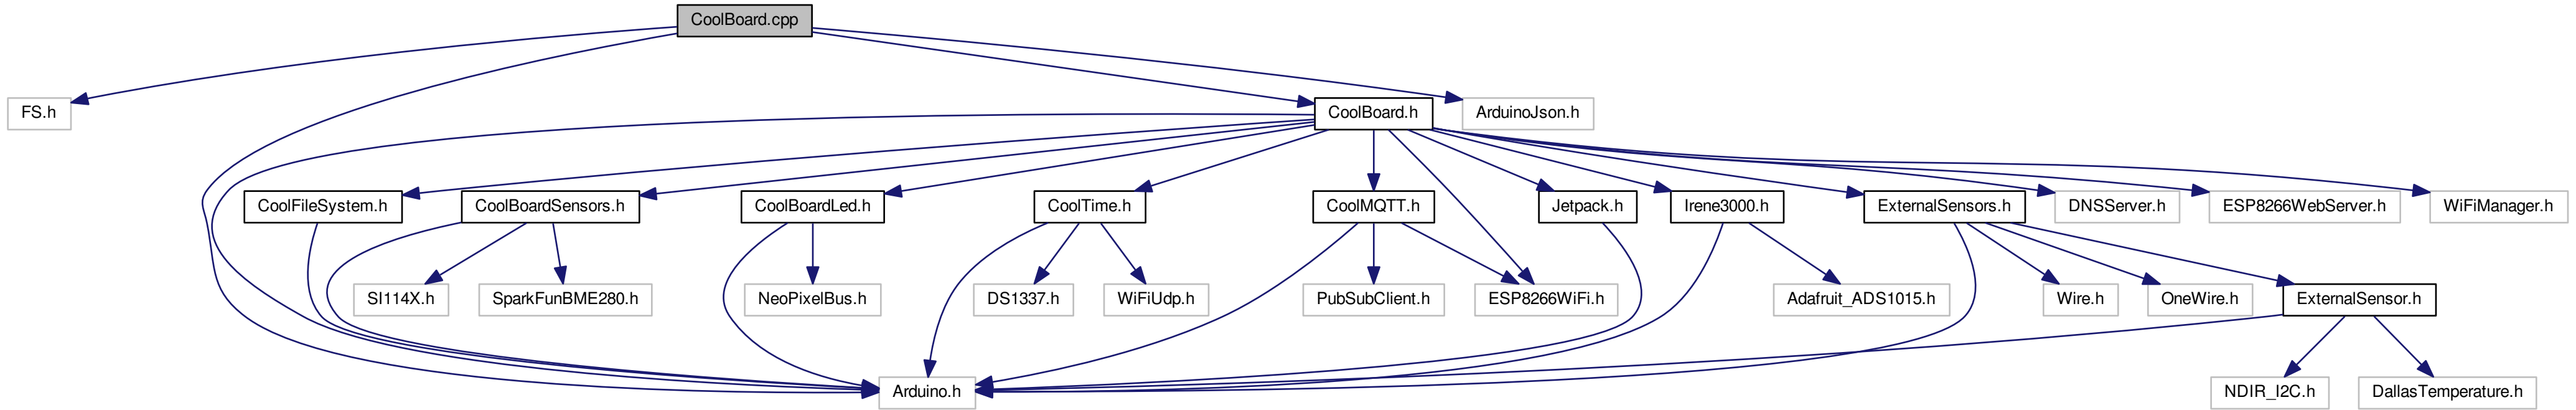 CoolBoard.cpp
FS.h
CoolBoard.h
ArduinoJson.h
CoolFileSystem.h
CoolBoardSensors.h
CoolBoardLed.h
CoolTime.h
CoolMQTT.h
Jetpack.h
Irene3000.h
ExternalSensors.h
DNSServer.h
ESP8266WebServer.h
WiFiManager.h
SI114X.h
SparkFunBME280.h
NeoPixelBus.h
DS1337.h
WiFiUdp.h
PubSubClient.h
ESP8266WiFi.h
Adafruit_ADS1015.h
Wire.h
OneWire.h
ExternalSensor.h
Arduino.h
NDIR_I2C.h
DallasTemperature.h